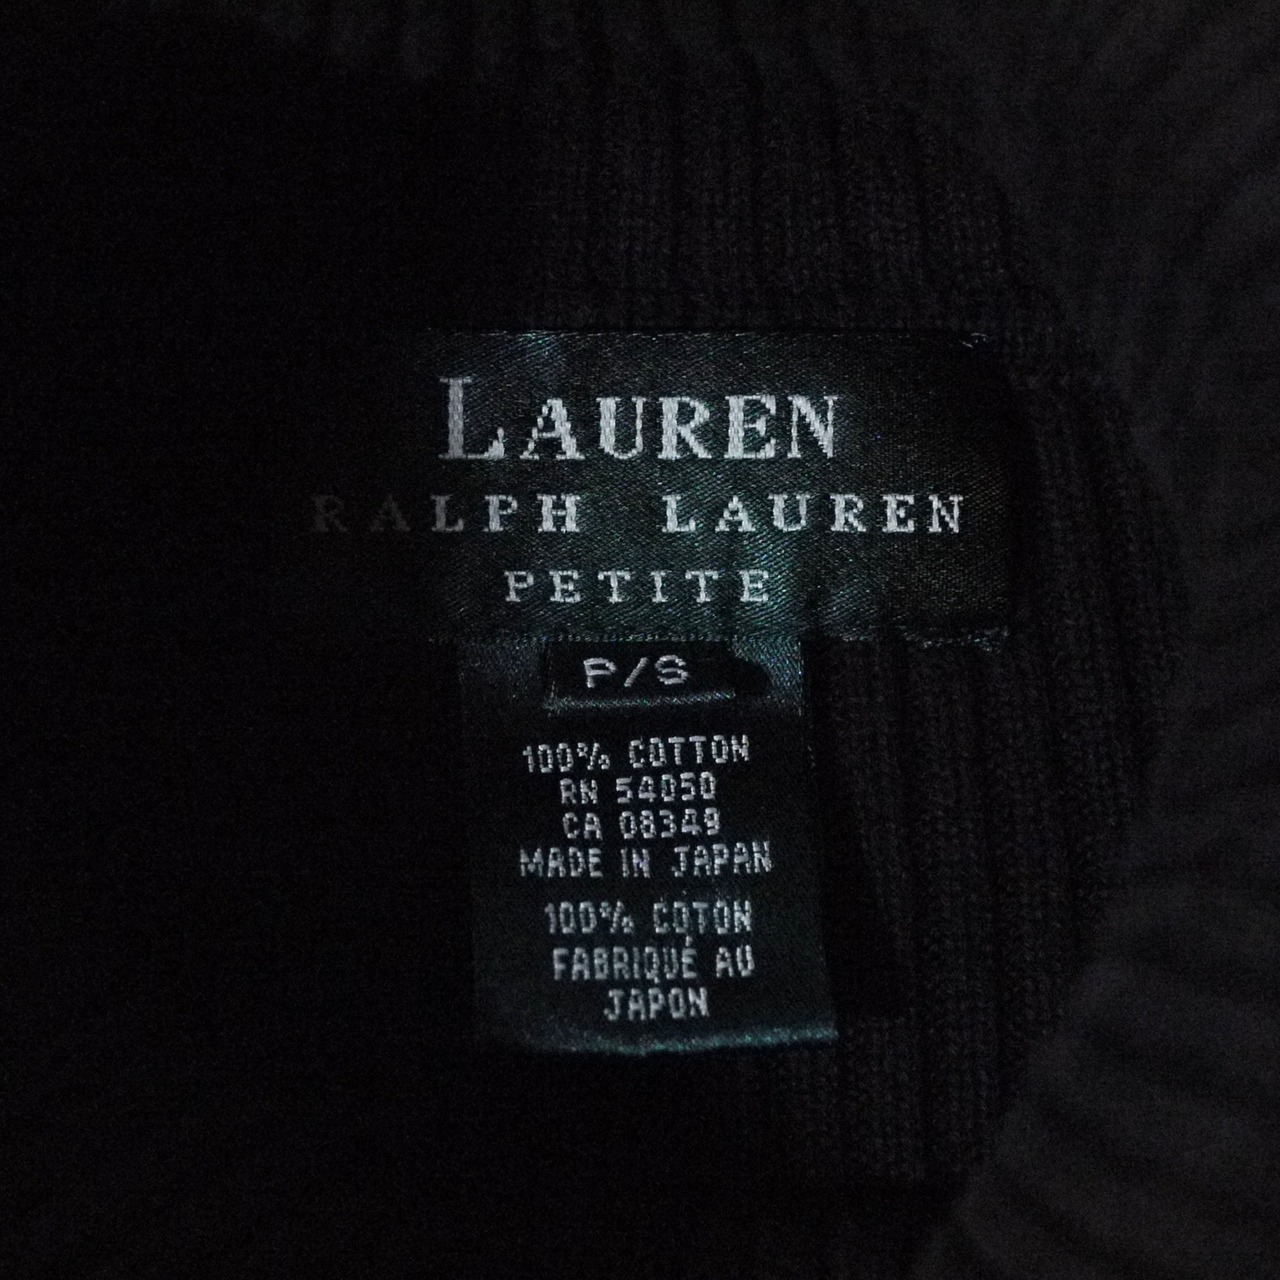 LAUREN
RALPH LAUREN
PETITE
P/S
100% COTTON
RN 54050
CA 08349
MADE IN JAPAN
100% COTON
FABRIQUÉ AU
JAPON